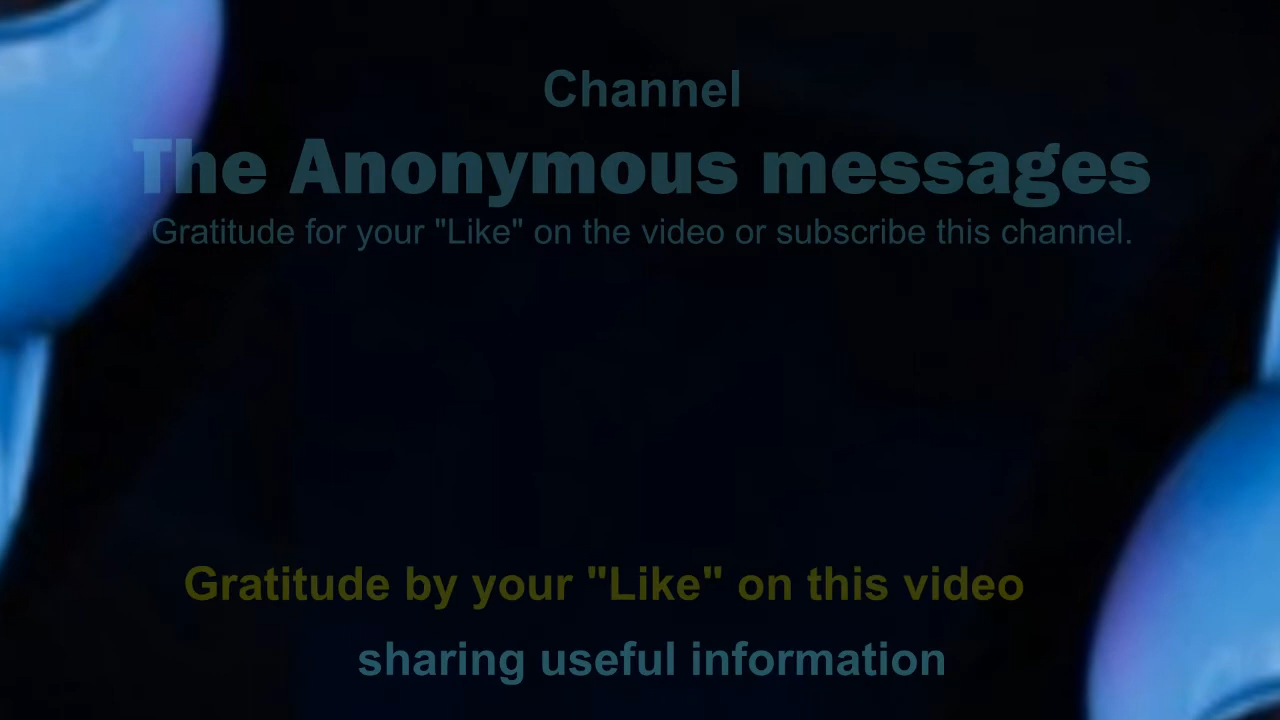 Channel
The Anonymous messages
Gratitude for your "Like" on the video or subscribe this channel.
Gratitude by your "Like" on this video
sharing useful information